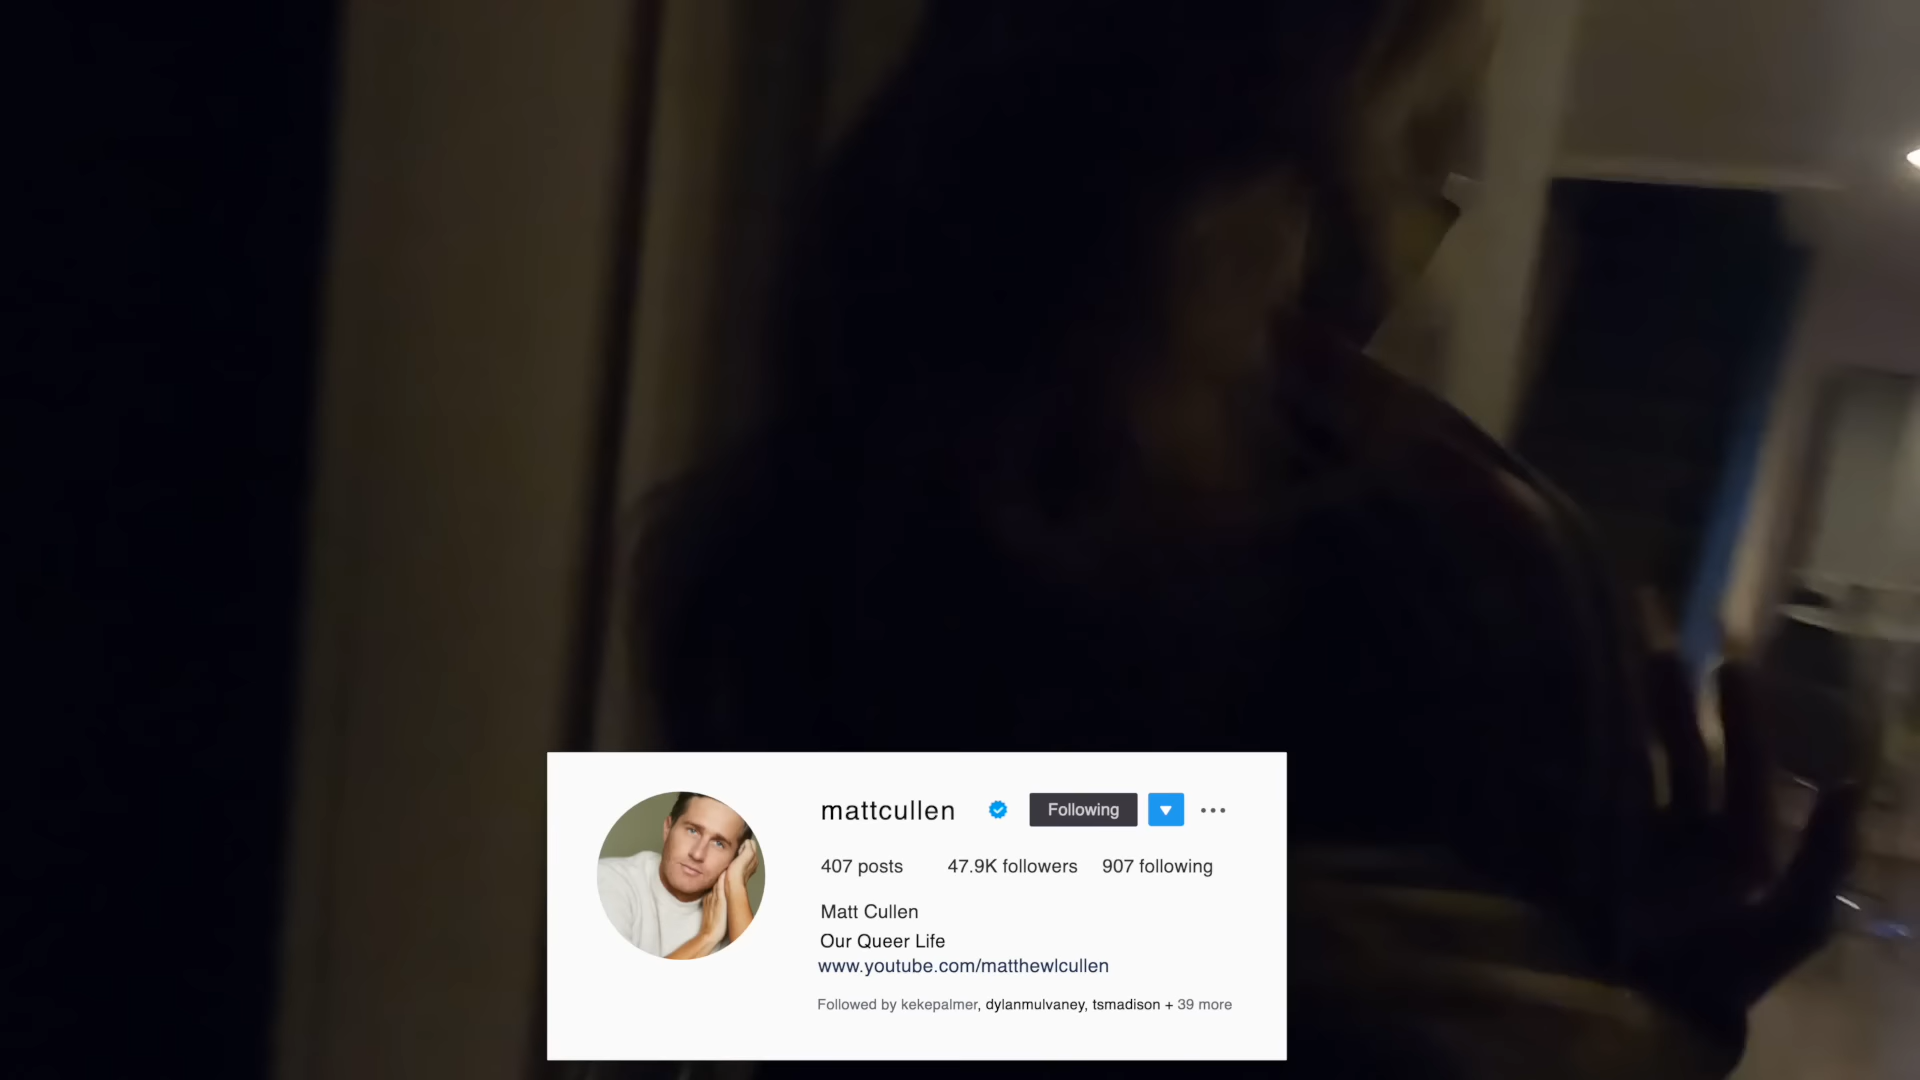 mattcullen Following
407 posts 47.9K followers 907 following
Matt Cullen
Our Queer Life
www.youtube.com/matthewlcullen
Followed by kekepalmer, dylanmulvaney, tsmadison + 39 more